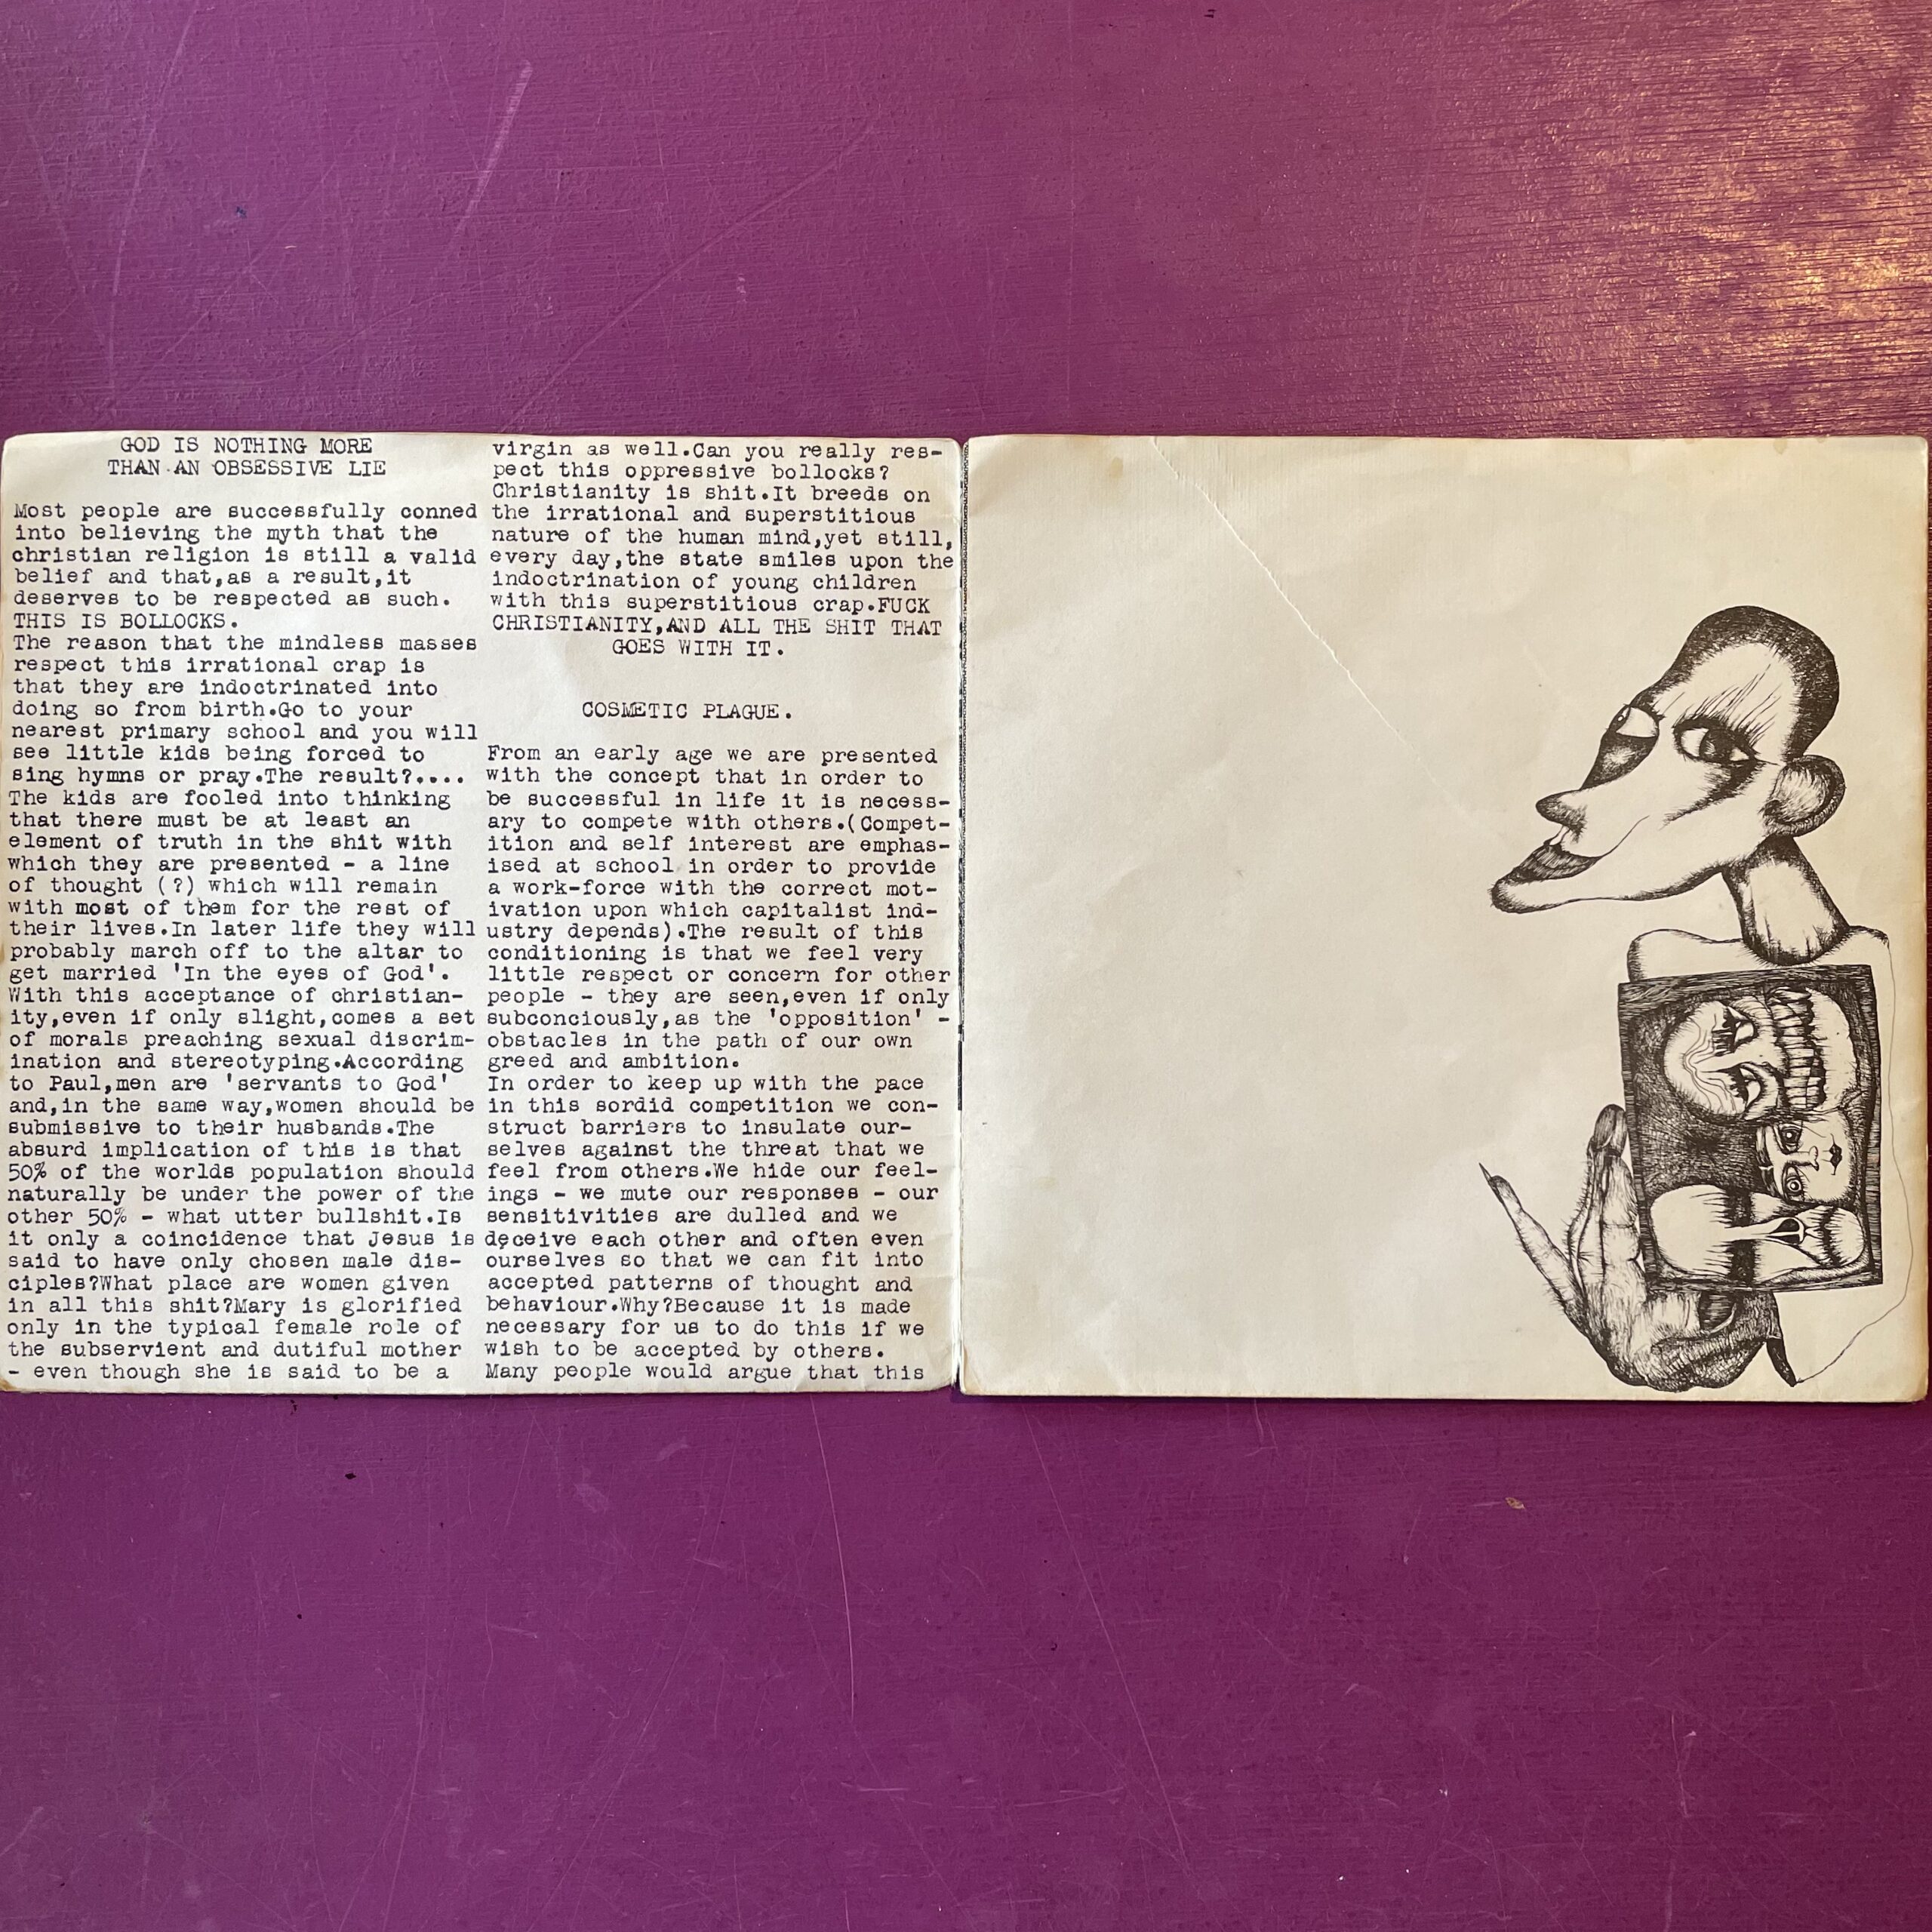 GOD IS NOTHING MORE
THAN AN OBSESSIVE LIE
Most people are successfully conned
into believing the myth that the
christian religion is still a valid
belief and that,as a result,it
deserves to be respected as such.
THIS IS BOLLOCKS.
The reason that the mindless masses
respect this irrational crap is
that they are indoctrinated into
doing so from birth.Go to your
nearest primary school and you will
see little kids being forced to
sing hymns or pray.The result?....
The kids are fooled into thinking
that there must be at least an
element of truth in the shit with
which they are presented - a line
of thought (?) which will remain
with most of them for the rest of
their lives.In later life they will
probably march off to the altar to
get married 'In the eyes of God'.
With this acceptance of christian-
ity,even if only slight,comes a set
of morals preaching sexual discrim-
ination and stereotyping.According
to Paul,men are 'servants to God'
and,in the same way,women should be
submissive to their husbands.The
absurd implication of this is that
50% of the worlds population should
naturally be under the power of the
other 50% - what utter bullshit.Is
it only a coincidence that Jesus is
said to have only chosen male dis-
ciples?What place are women given
in all this shit?Mary is glorified
only in the typical female role of
the subservient and dutiful mother
- even though she is said to be a
virgin as well.Can you really res-
pect this oppressive bollocks?
Christianity is shit.It breeds on
the irrational and superstitious
nature of the human mind,yet still,
every day,the state smiles upon the
indoctrination of young children
with this superstitious crap.FUCK
CHRISTIANITY,AND ALL THE SHIT THAT
GOES WITH IT.
COSMETIC PLAGUE.
From an early age we are presented
with the concept that in order to
be successful in life it is necess-
ary to compete with others.(Compet-
ition and self interest are emphas-
ised at school in order to provide
a work-force with the correct mot-
ivation upon which capitalist ind-
ustry depends).The result of this
conditioning is that we feel very
little respect or concern for other
people - they are seen,even if only
subconciously,as the 'opposition' -
obstacles in the path of our own
greed and ambition.
In order to keep up with the pace
in this sordid competition we con-
struct barriers to insulate our-
selves against the threat that we
feel from others.We hide our feel-
ings - we mute our responses - our
sensitivities are dulled and we
deceive each other and often even
ourselves so that we can fit into
accepted patterns of thought and
behaviour.Why?Because it is made
necessary for us to do this if we
wish to be accepted by others.
Many people would argue that this